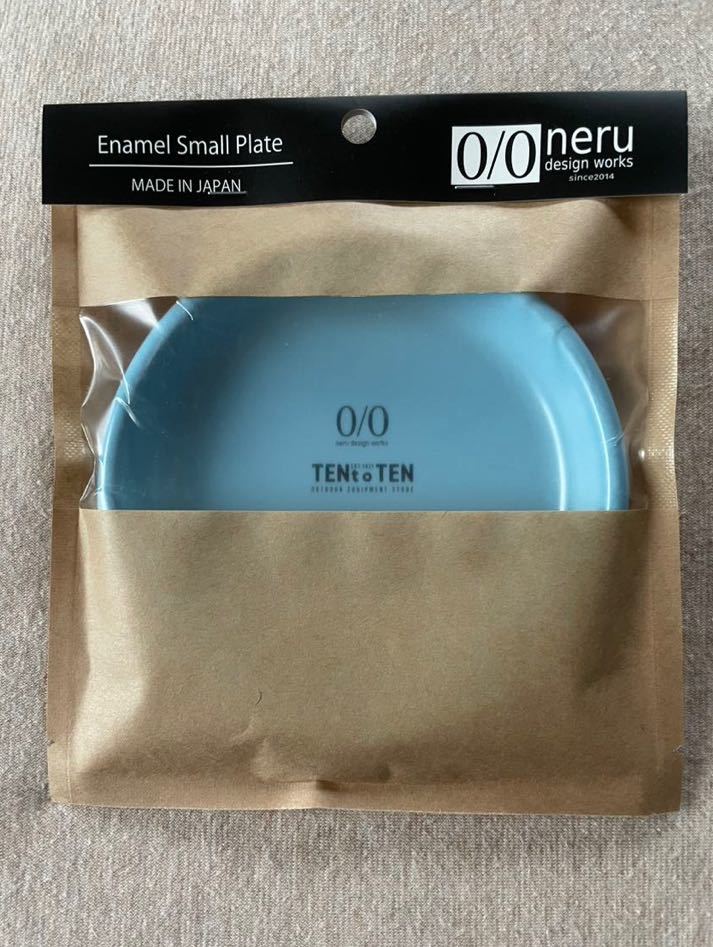 Enamel Small Plate
MADE IN JAPAN
0/0 neru
design works
since2014
0/0
neru design works
TENtoTEN
OUTDOOR EQUIPMENT STORE